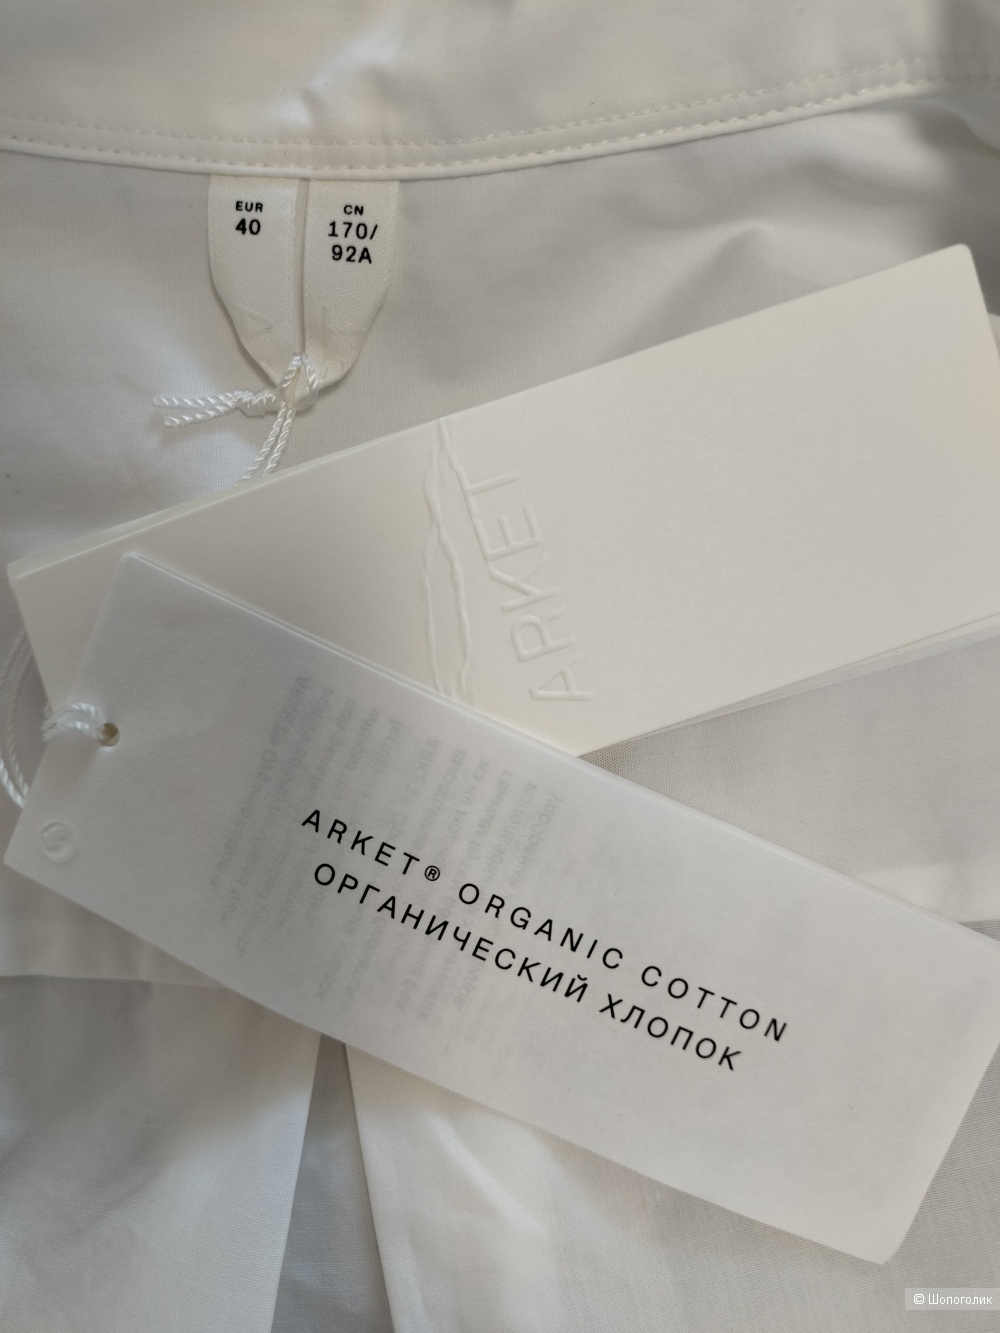 EUR
40
CN
170/
92A
ARKET
ARKET® ORGANIC COTTON
ОРГАНИЧЕСКИЙ ХЛОПОК
© Шопоголик